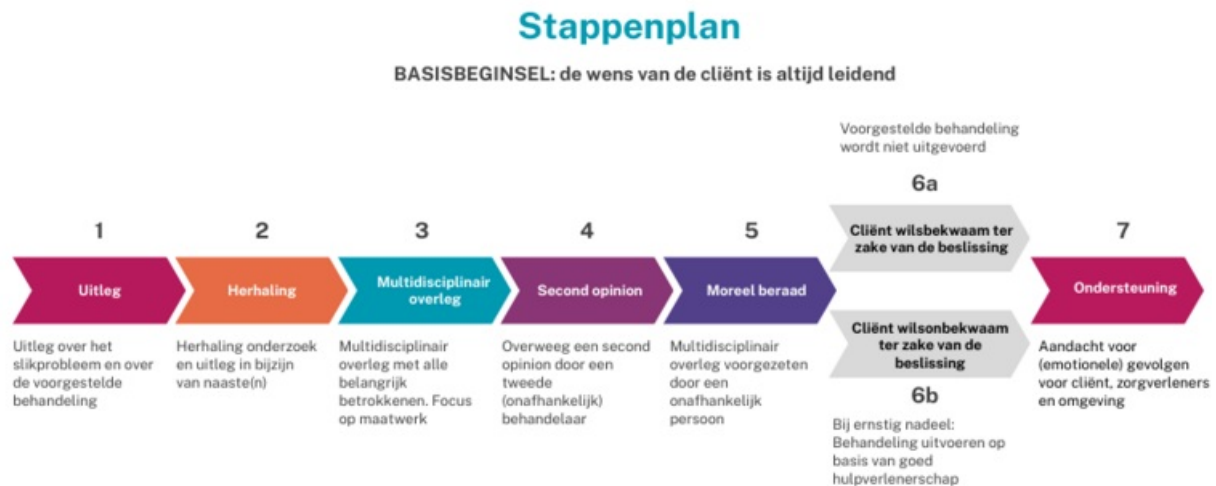 Stappenplan
BASISBEGINSEL: de wens van de cliënt is altijd leidend
1
Uitleg
Uitleg over het
slikprobleem en over
de voorgestelde
behandeling
2
Herhaling
Herhaling onderzoek
en uitleg in bijzijn
van naaste(n)
3
Multidisciplinair
overleg
Multidisciplinair
overleg met alle
belangrijk
betrokkenen. Focus
op maatwerk
4
Second opinion
Overweeg een second
opinion door een
tweede
(onafhankelijk)
behandelaar
5
Moreel beraad
Multidisciplinair
overleg voorgezeten
door een
onafhankelijk
persoon
Voorgestelde behandeling
wordt niet uitgevoerd
6a
Cliënt wilsbekwaam ter
zake van de beslissing
Cliënt wilsonbekwaam
ter zake van de
beslissing
6b
Bij ernstig nadeel:
Behandeling uitvoeren op
basis van goed
hulpverlenerschap
7
Ondersteuning
Aandacht voor
(emotionele) gevolgen
voor cliënt, zorgverleners
en omgeving